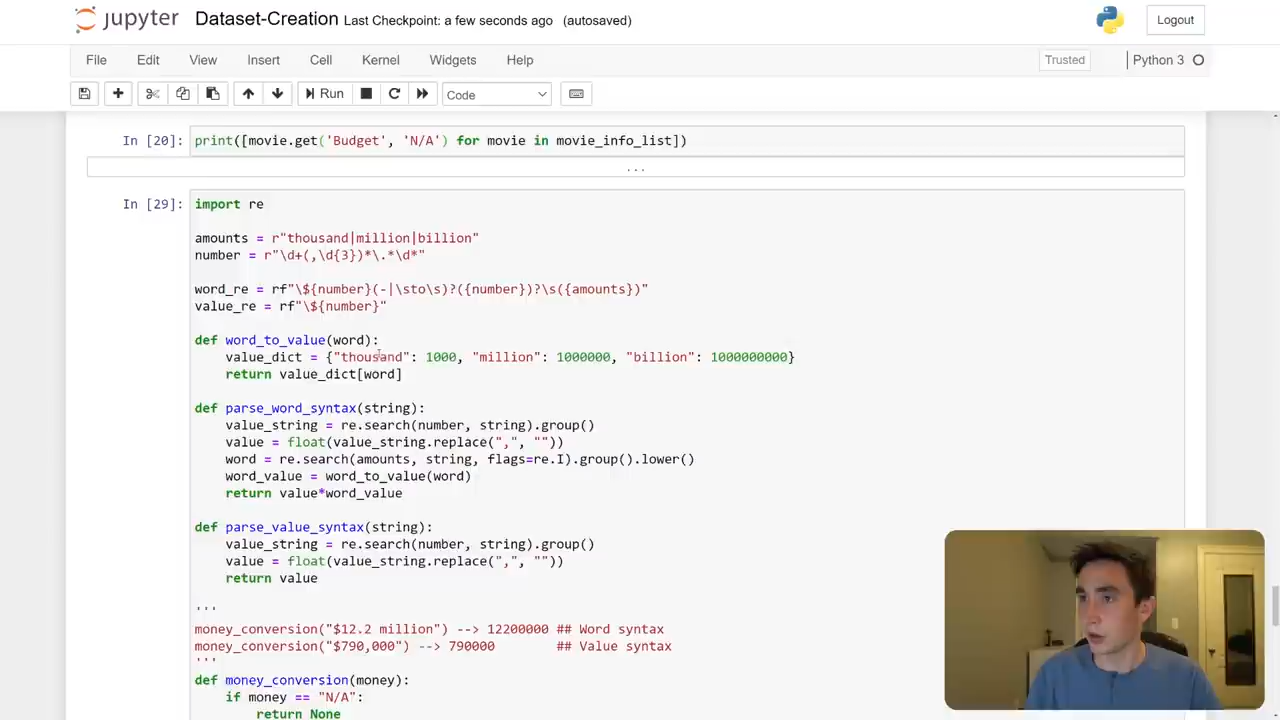 jupyter Dataset-Creation Last Checkpoint: a few seconds ago (autosaved) Logout
File Edit View Insert Cell Kernel Widgets Help Trusted Python 3
Run Code
In [20]: print([movie.get('Budget', 'N/A') for movie in movie_info_list])
...
In [29]: import re
amounts = r"thousand|million|billion"
number = r"\d+(,\d{3})*\.*\d*"
word_re = rf"\${number}(-|\sto\s)?({number})?\s({amounts})"
value_re = rf"\${number}"
def word_to_value(word):
    value_dict = {"thousand": 1000, "million": 1000000, "billion": 1000000000}
    return value_dict[word]
def parse_word_syntax(string):
    value_string = re.search(number, string).group()
    value = float(value_string.replace(",", ""))
    word = re.search(amounts, string, flags=re.I).group().lower()
    word_value = word_to_value(word)
    return value*word_value
def parse_value_syntax(string):
    value_string = re.search(number, string).group()
    value = float(value_string.replace(",", ""))
    return value
'''
money_conversion("$12.2 million") --> 12200000 ## Word syntax
money_conversion("$790,000") --> 790000 ## Value syntax
'''
def money_conversion(money):
    if money == "N/A":
        return None